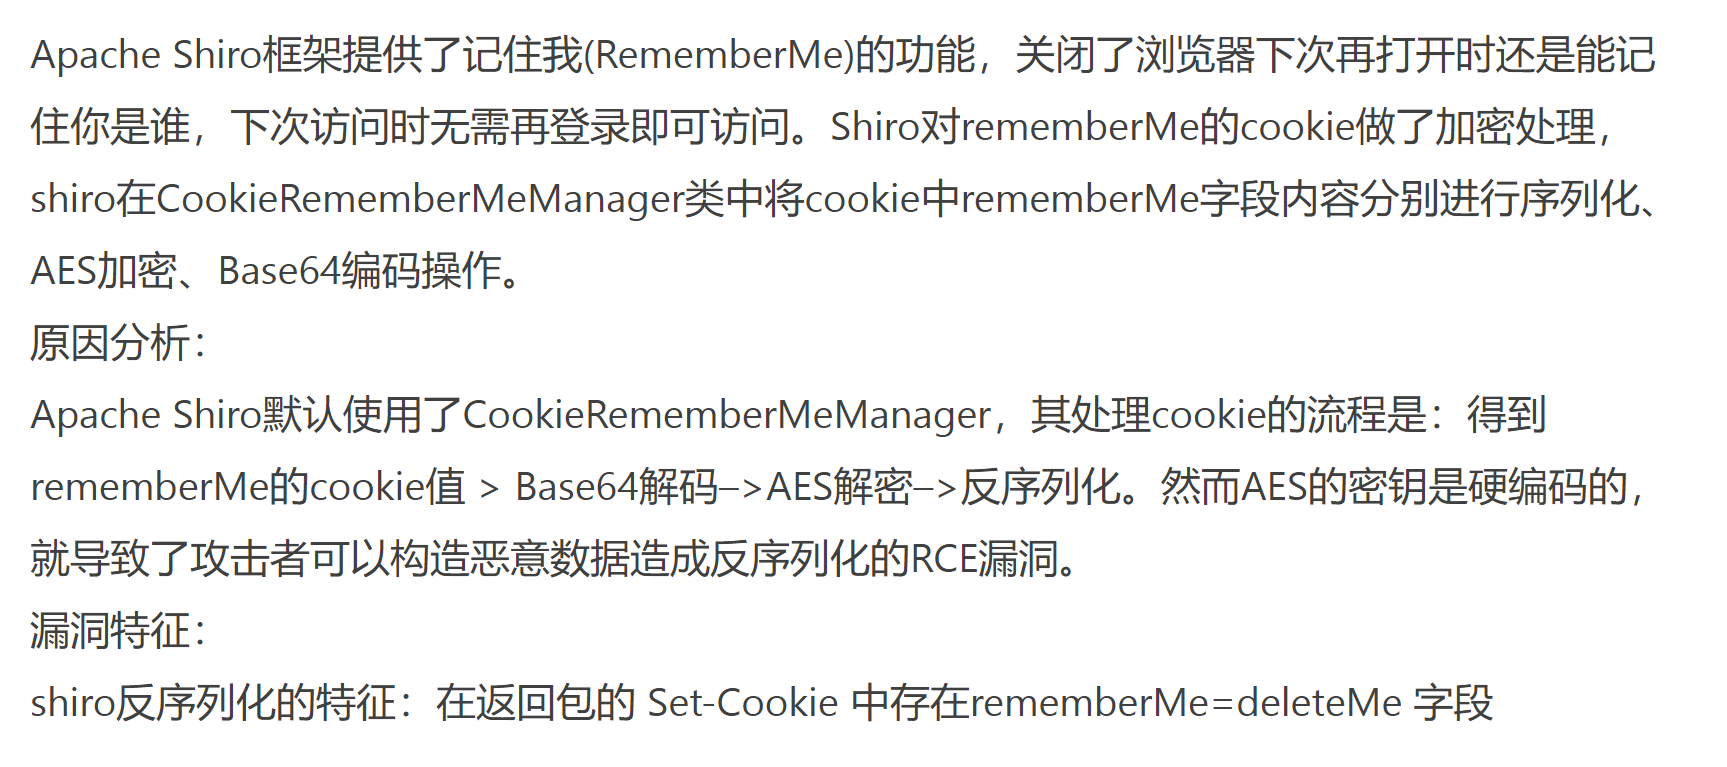 Apache Shiro框架提供了记住我(RememberMe)的功能，关闭了浏览器下次再打开时还是能记
住你是谁，下次访问时无需再登录即可访问。Shiro对rememberMe的cookie做了加密处理，
shiro在CookieRememberMeManager类中将cookie中rememberMe字段内容分别进行序列化、
AES加密、Base64编码操作。
原因分析：
Apache Shiro默认使用了CookieRememberMeManager，其处理cookie的流程是：得到
rememberMe的cookie值 > Base64解码–>AES解密–>反序列化。然而AES的密钥是硬编码的，
就导致了攻击者可以构造恶意数据造成反序列化的RCE漏洞。
漏洞特征：
shiro反序列化的特征：在返回包的 Set-Cookie 中存在rememberMe=deleteMe 字段